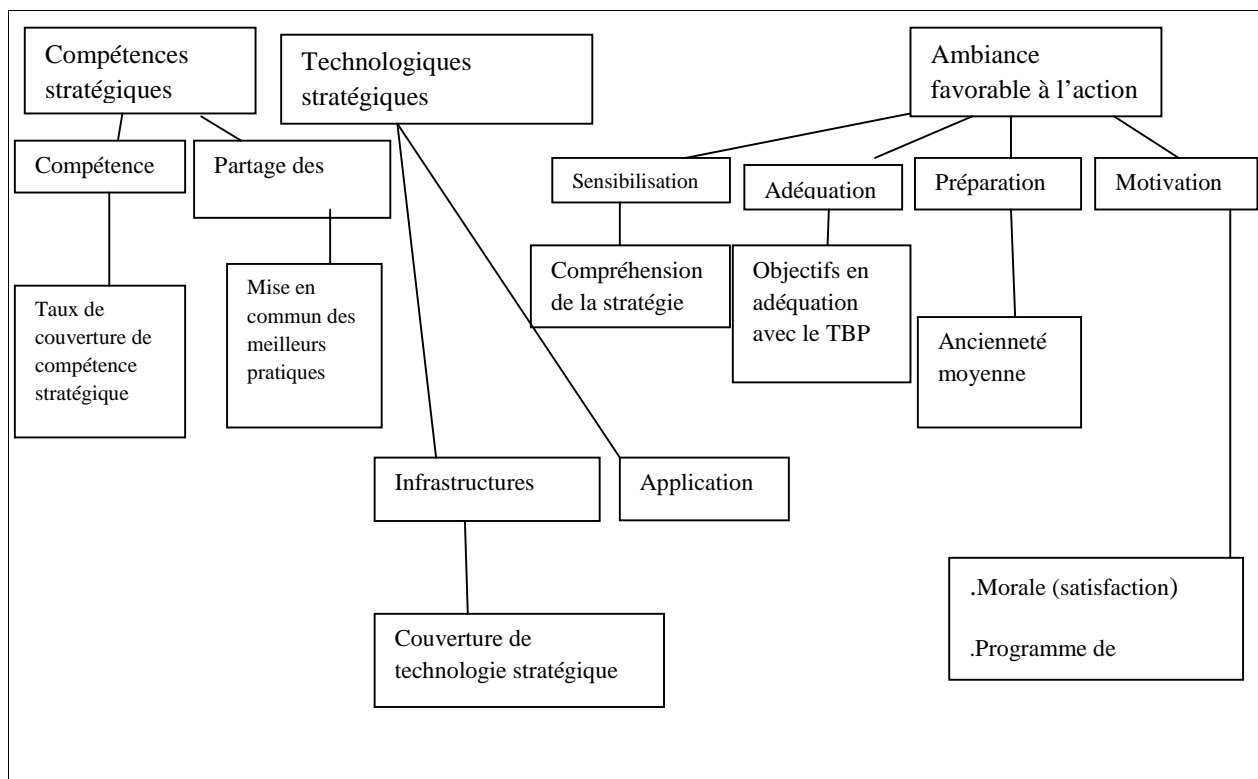 Compétences
stratégiques
Technologiques
stratégiques
Ambiance
favorable à l’action
Compétence
Partage des
Sensibilisation
Adéquation
Préparation
Motivation
Taux de
couverture de
compétence
stratégique
Mise en
commun des
meilleurs
pratiques
Compréhension
de la stratégie
Objectifs en
adéquation
avec le TBP
Ancienneté
moyenne
Infrastructures
Application
Couverture de
technologie stratégique
.Morale (satisfaction)
.Programme de